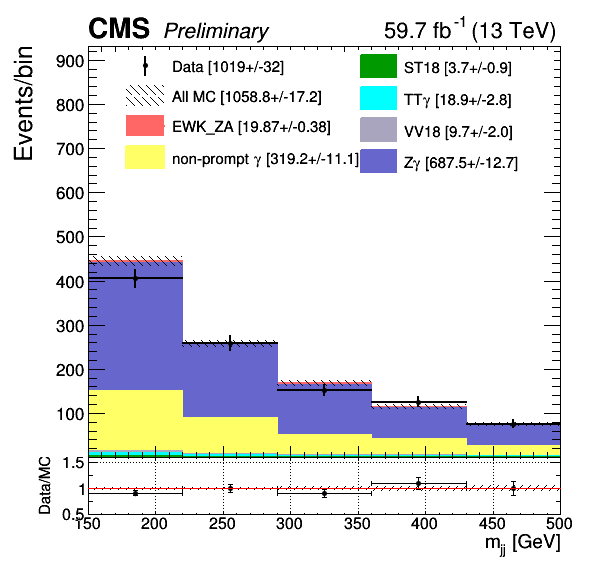 CMS Preliminary 59.7 fb⁻¹ (13 TeV)
Events/bin
900
800
700
600
500
400
300
200
100
Data [1019+/-32]
All MC [1058.8+/-17.2]
EWK_ZA [19.87+/-0.38]
non-prompt γ [319.2+/-11.1]
ST18 [3.7+/-0.9]
TTγ [18.9+/-2.8]
VV18 [9.7+/-2.0]
Zγ [687.5+/-12.7]
Data/MC
1.5
1
0.5
150 200 250 300 350 400 450 500
m_jj [GeV]